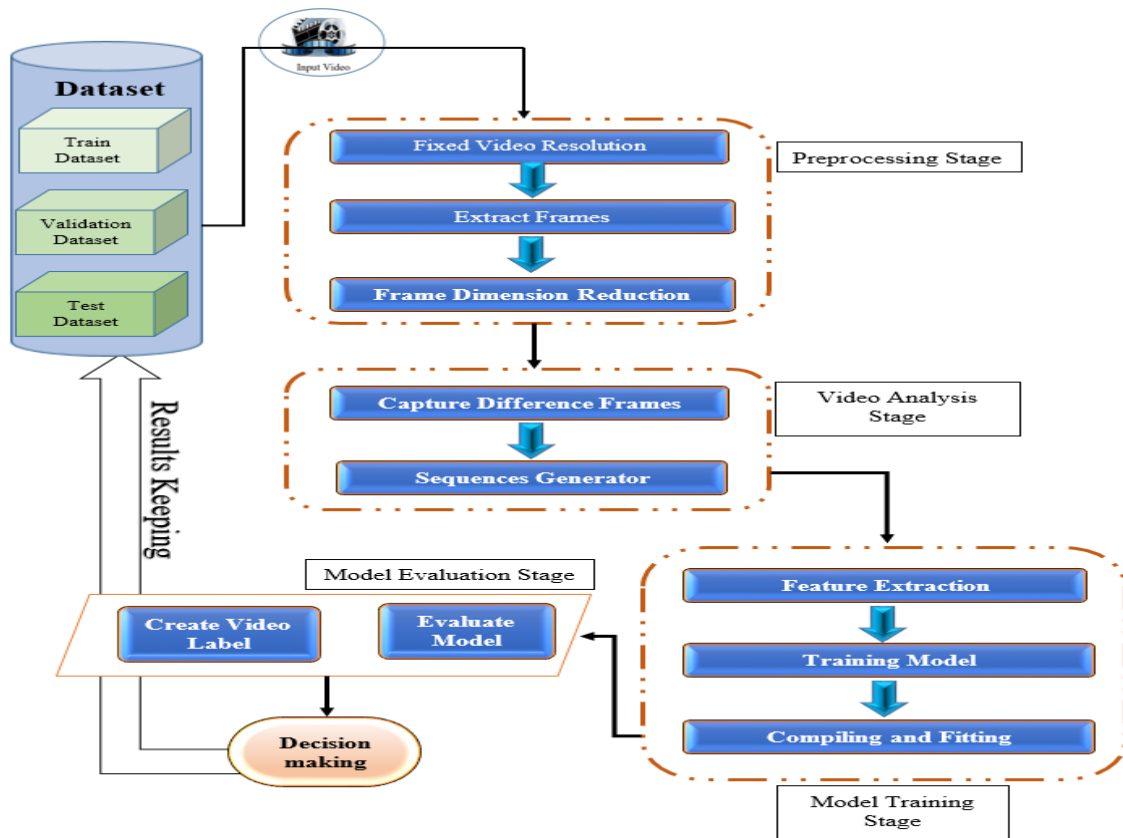 Input Video
Dataset
Train
Dataset
Validation
Dataset
Test
Dataset
Fixed Video Resolution
Extract Frames
Frame Dimension Reduction
Preprocessing Stage
Capture Difference Frames
Sequences Generator
Video Analysis
Stage
Feature Extraction
Training Model
Compiling and Fitting
Model Training
Stage
Model Evaluation Stage
Evaluate
Model
Create Video
Label
Decision
making
Results Keeping